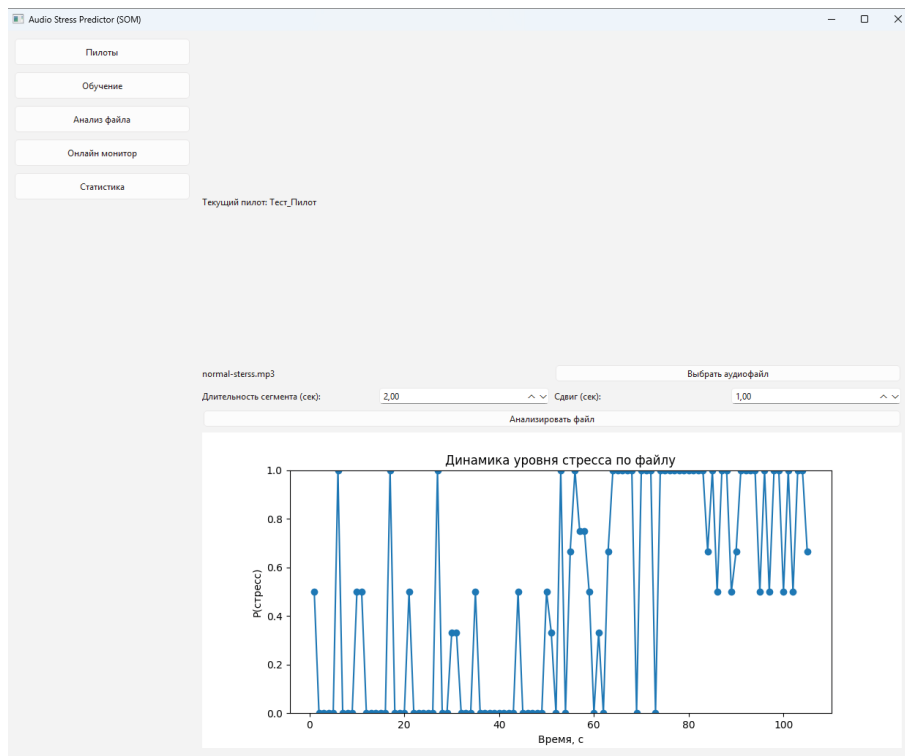 Audio Stress Predictor (SOM)
Пилоты
Обучение
Анализ файла
Онлайн монитор
Статистика
Текущий пилот: Тест_Пилот
normal-sterss.mp3
Выбрать аудиофайл
Длительность сегмента (сек): 2,00 Сдвиг (сек): 1,00
Анализировать файл
Динамика уровня стресса по файлу
1.0
0.8
0.6
0.4
0.2
0.0
P(стресс)
0 20 40 60 80 100
Время, с